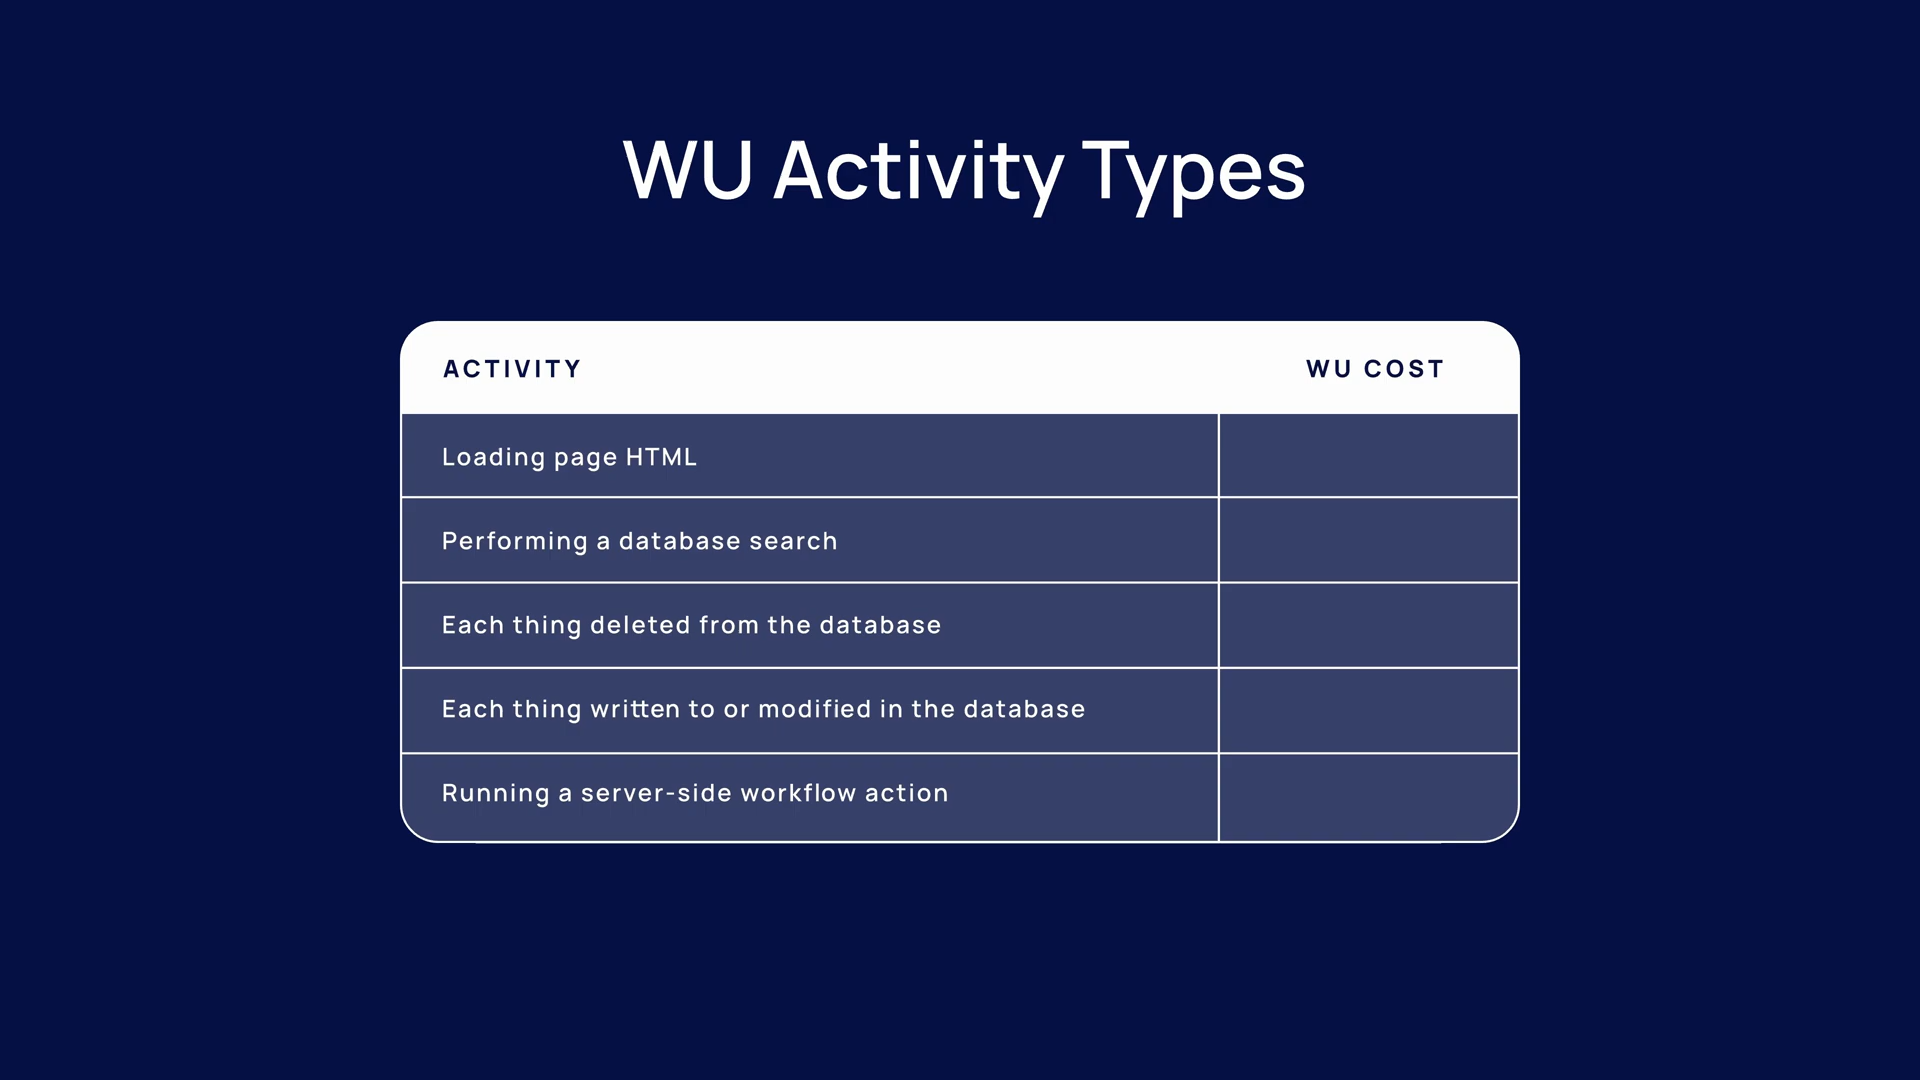 WU Activity Types
ACTIVITY WU COST
Loading page HTML
Performing a database search
Each thing deleted from the database
Each thing written to or modified in the database
Running a server-side workflow action